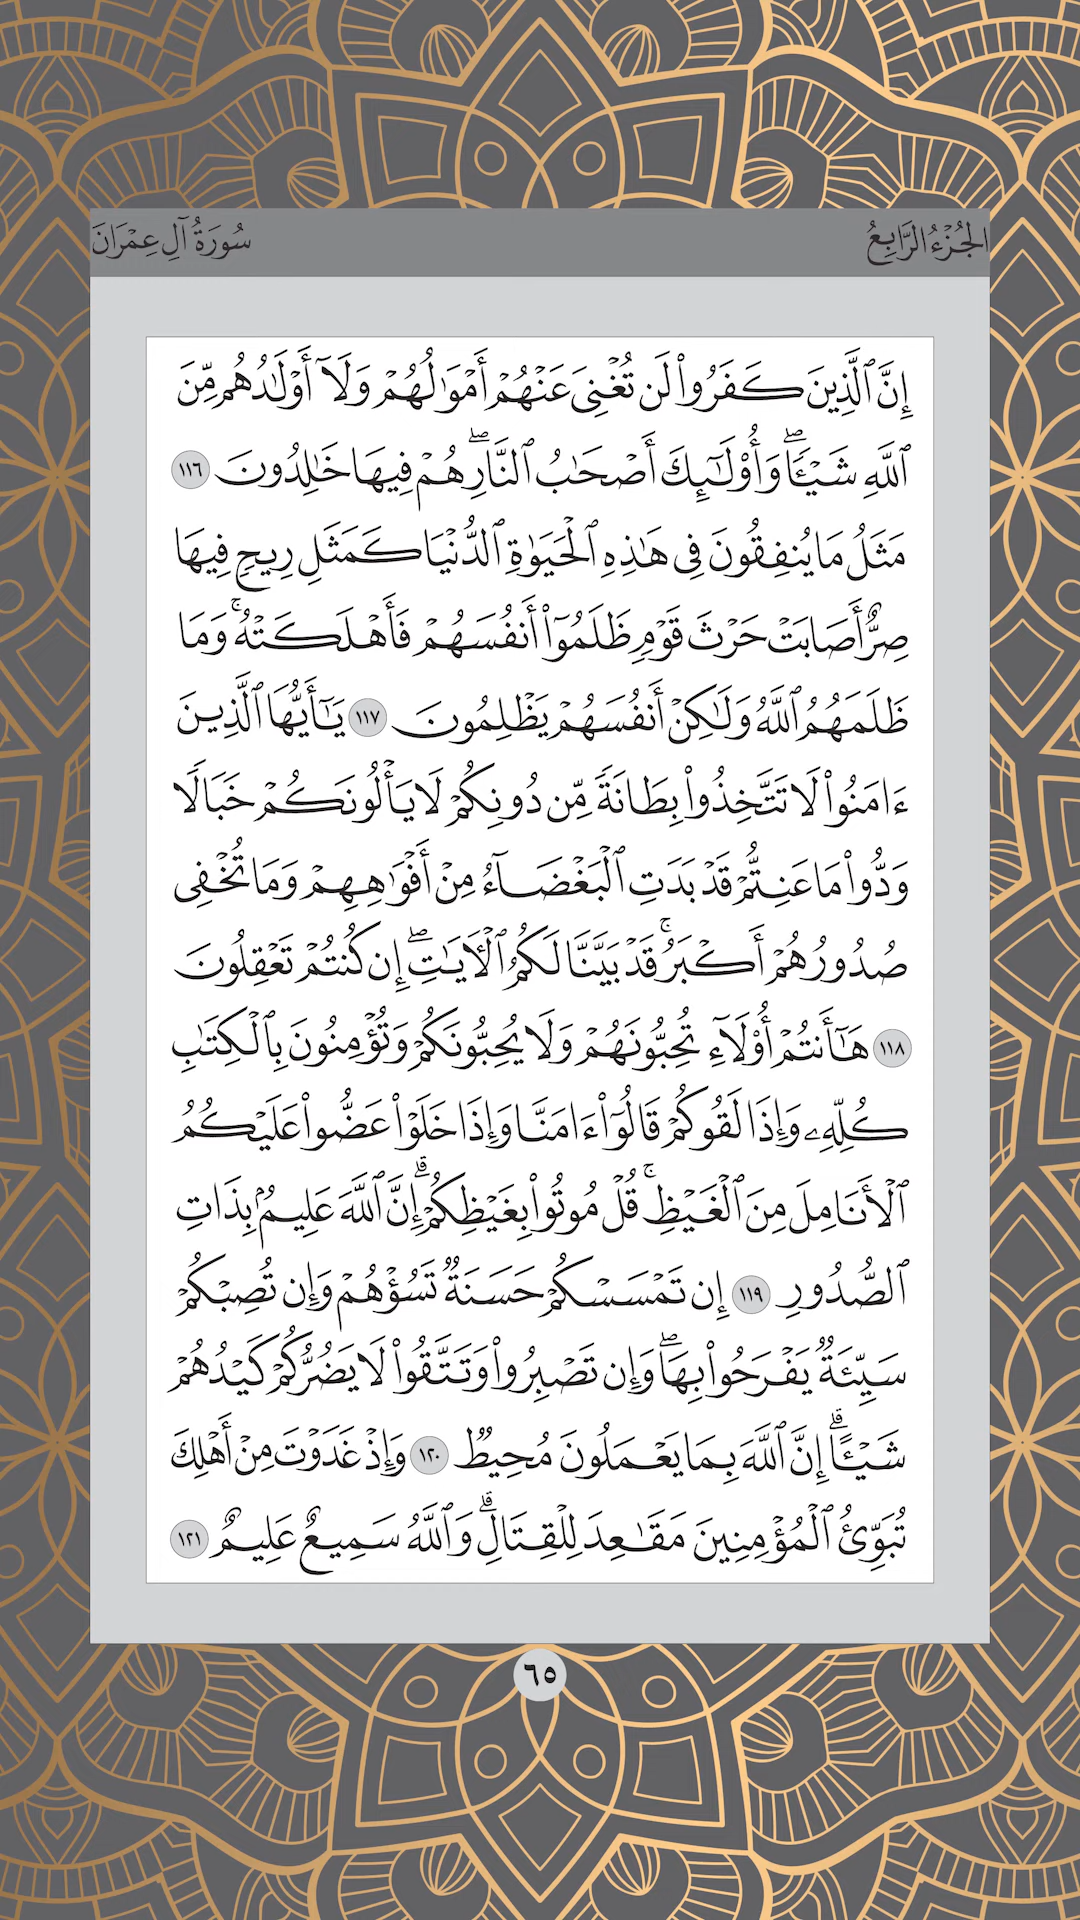 الجُزْءُ الرَّابِعُ
سُورَةُ آلِ عِمْرَانَ
إِنَّ ٱلَّذِينَ كَفَرُوا۟ لَن تُغْنِىَ عَنْهُمْ أَمْوَٰلُهُمْ وَلَآ أَوْلَـٰدُهُم مِّنَ
ٱللَّهِ شَيْـًٔا ۖ وَأُو۟لَـٰٓئِكَ أَصْحَـٰبُ ٱلنَّارِ ۖ هُمْ فِيهَا خَـٰلِدُونَ ١١٦
مَثَلُ مَا يُنفِقُونَ فِى هَـٰذِهِ ٱلْحَيَوٰةِ ٱلدُّنْيَا كَمَثَلِ رِيحٍ فِيهَا
صِرٌّ أَصَابَتْ حَرْثَ قَوْمٍ ظَلَمُوٓا۟ أَنفُسَهُمْ فَأَهْلَكَتْهُ ۚ وَمَا
ظَلَمَهُمُ ٱللَّهُ وَلَـٰكِنْ أَنفُسَهُمْ يَظْلِمُونَ ١١٧ يَـٰٓأَيُّهَا ٱلَّذِينَ
ءَامَنُوا۟ لَا تَتَّخِذُوا۟ بِطَانَةً مِّن دُونِكُمْ لَا يَأْلُونَكُمْ خَبَالًا
وَدُّوا۟ مَا عَنِتُّمْ قَدْ بَدَتِ ٱلْبَغْضَآءُ مِنْ أَفْوَٰهِهِمْ وَمَا تُخْفِى
صُدُورُهُمْ أَكْبَرُ ۚ قَدْ بَيَّنَّا لَكُمُ ٱلْـَٔايَـٰتِ ۖ إِن كُنتُمْ تَعْقِلُونَ
١١٨ هَـٰٓأَنتُمْ أُو۟لَآءِ تُحِبُّونَهُمْ وَلَا يُحِبُّونَكُمْ وَتُؤْمِنُونَ بِٱلْكِتَـٰبِ
كُلِّهِۦ وَإِذَا لَقُوكُمْ قَالُوٓا۟ ءَامَنَّا وَإِذَا خَلَوْا۟ عَضُّوا۟ عَلَيْكُمُ
ٱلْأَنَامِلَ مِنَ ٱلْغَيْظِ ۚ قُلْ مُوتُوا۟ بِغَيْظِكُمْ ۗ إِنَّ ٱللَّهَ عَلِيمٌۢ بِذَاتِ
ٱلصُّدُورِ ١١٩ إِن تَمْسَسْكُمْ حَسَنَةٌ تَسُؤْهُمْ وَإِن تُصِبْكُمْ
سَيِّئَةٌ يَفْرَحُوا۟ بِهَا ۖ وَإِن تَصْبِرُوا۟ وَتَتَّقُوا۟ لَا يَضُرُّكُمْ كَيْدُهُمْ
شَيْـًٔا ۗ إِنَّ ٱللَّهَ بِمَا يَعْمَلُونَ مُحِيطٌ ١٢٠ وَإِذْ غَدَوْتَ مِنْ أَهْلِكَ
تُبَوِّئُ ٱلْمُؤْمِنِينَ مَقَـٰعِدَ لِلْقِتَالِ ۗ وَٱللَّهُ سَمِيعٌ عَلِيمٌ ١٢١
٦٥